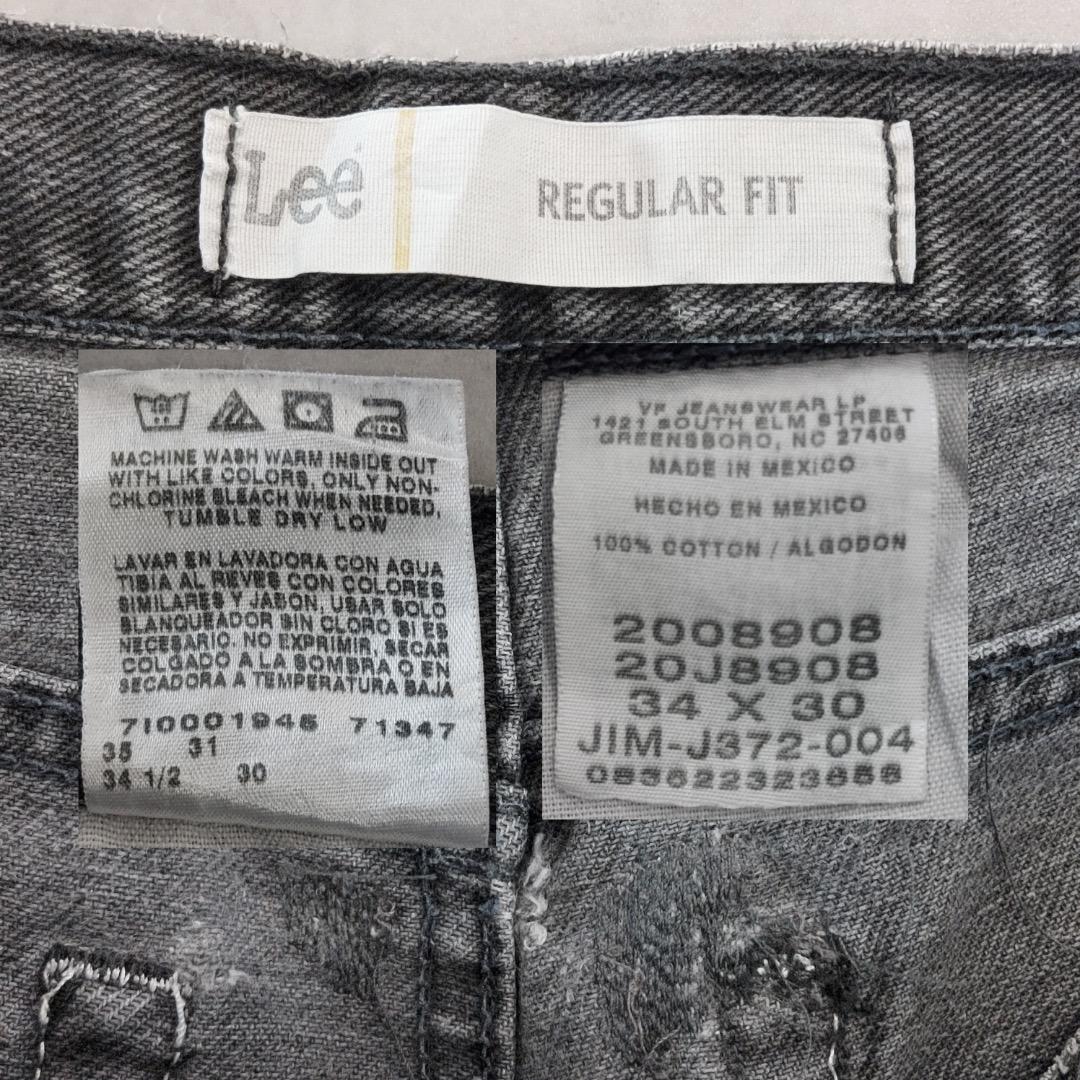 Lee REGULAR FIT
MACHINE WASH WARM INSIDE OUT
WITH LIKE COLORS, ONLY NON-
CHLORINE BLEACH WHEN NEEDED,
TUMBLE DRY LOW
LAVAR EN LAVADORA CON AGUA
TIBIA AL REVES CON COLORES
SIMILARES Y JABON, USAR SOLO
BLANQUEADOR SIN CLORO SI ES
NECESARIO, NO EXPRIMIR, SECAR
COLGADO A LA SOMBRA O EN
SECADORA A TEMPERATURA BAJA
710001945 71347
35 31
34 1/2 30
VF JEANSWEAR LP
1421 SOUTH ELM STREET
GREENSBORO, NC 27406
MADE IN MEXICO
HECHO EN MEXICO
100% COTTON / ALGODON
2008908
20J8908
34 X 30
JIM-J372-004